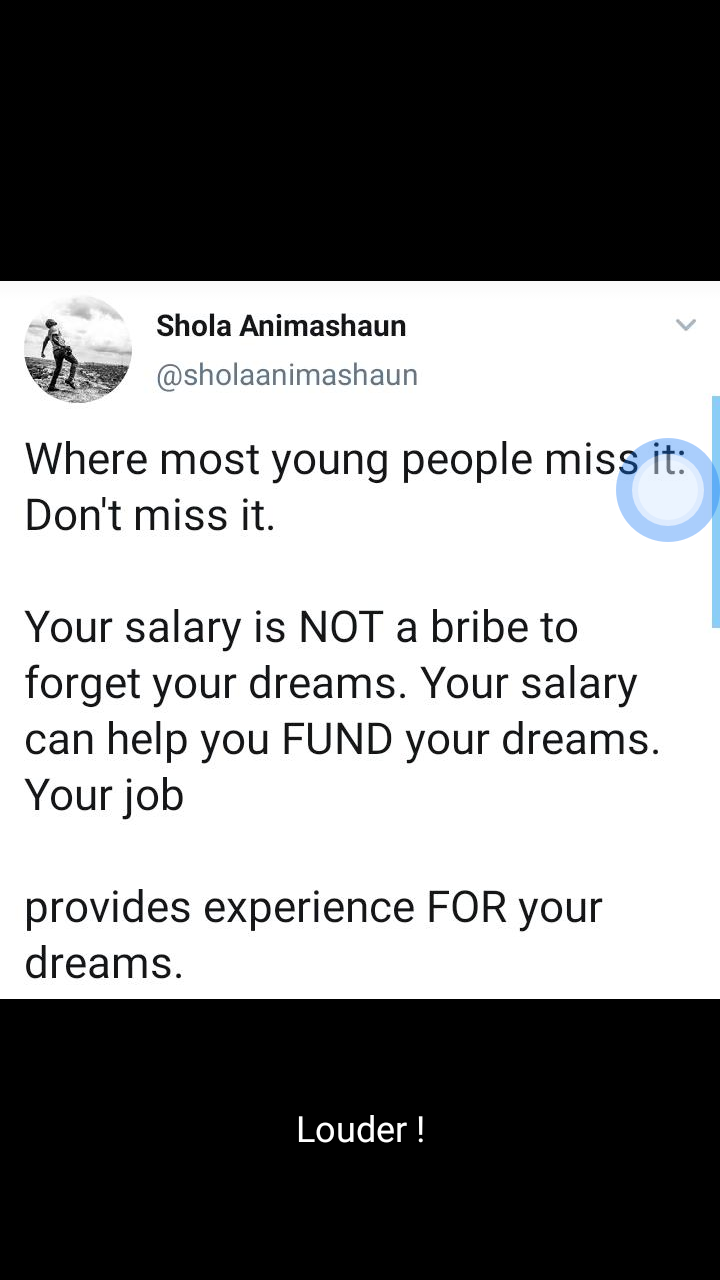 Shola Animashaun
@sholaanimashaun
Where most young people miss it:
Don't miss it.
Your salary is NOT a bribe to
forget your dreams. Your salary
can help you FUND your dreams.
Your job
provides experience FOR your
dreams.
Louder !